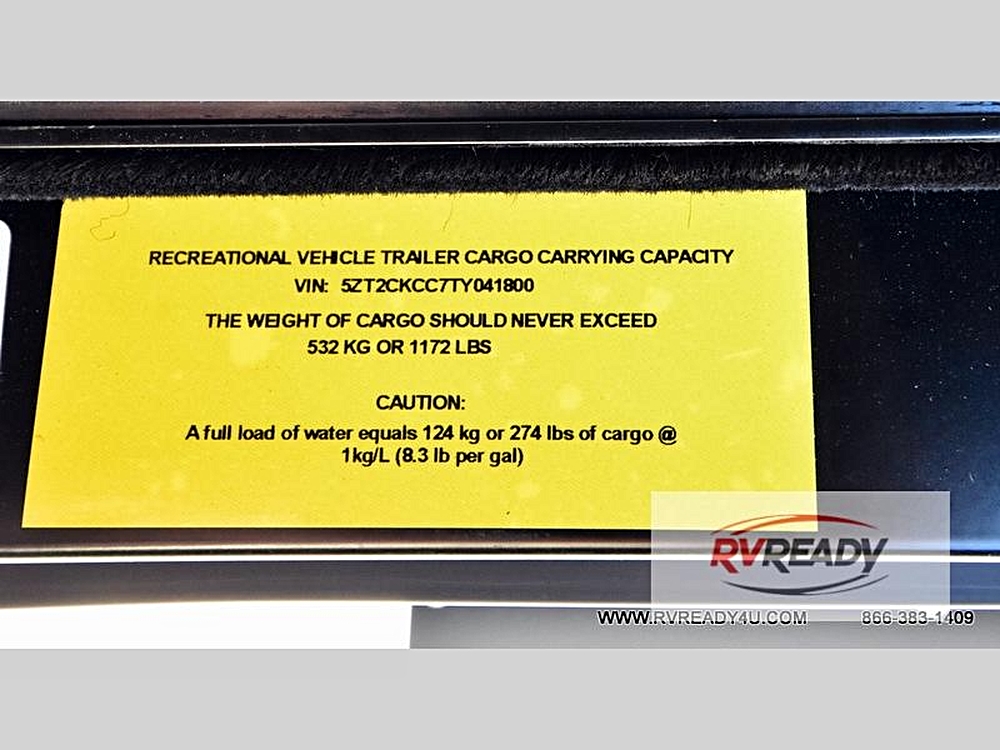 RECREATIONAL VEHICLE TRAILER CARGO CARRYING CAPACITY
VIN: 5ZT2CKCC7TY041800
THE WEIGHT OF CARGO SHOULD NEVER EXCEED
532 KG OR 1172 LBS
CAUTION:
A full load of water equals 124 kg or 274 lbs of cargo @
1kg/L (8.3 lb per gal)
RVREADY
WWW.RVREADY4U.COM 866-383-1409